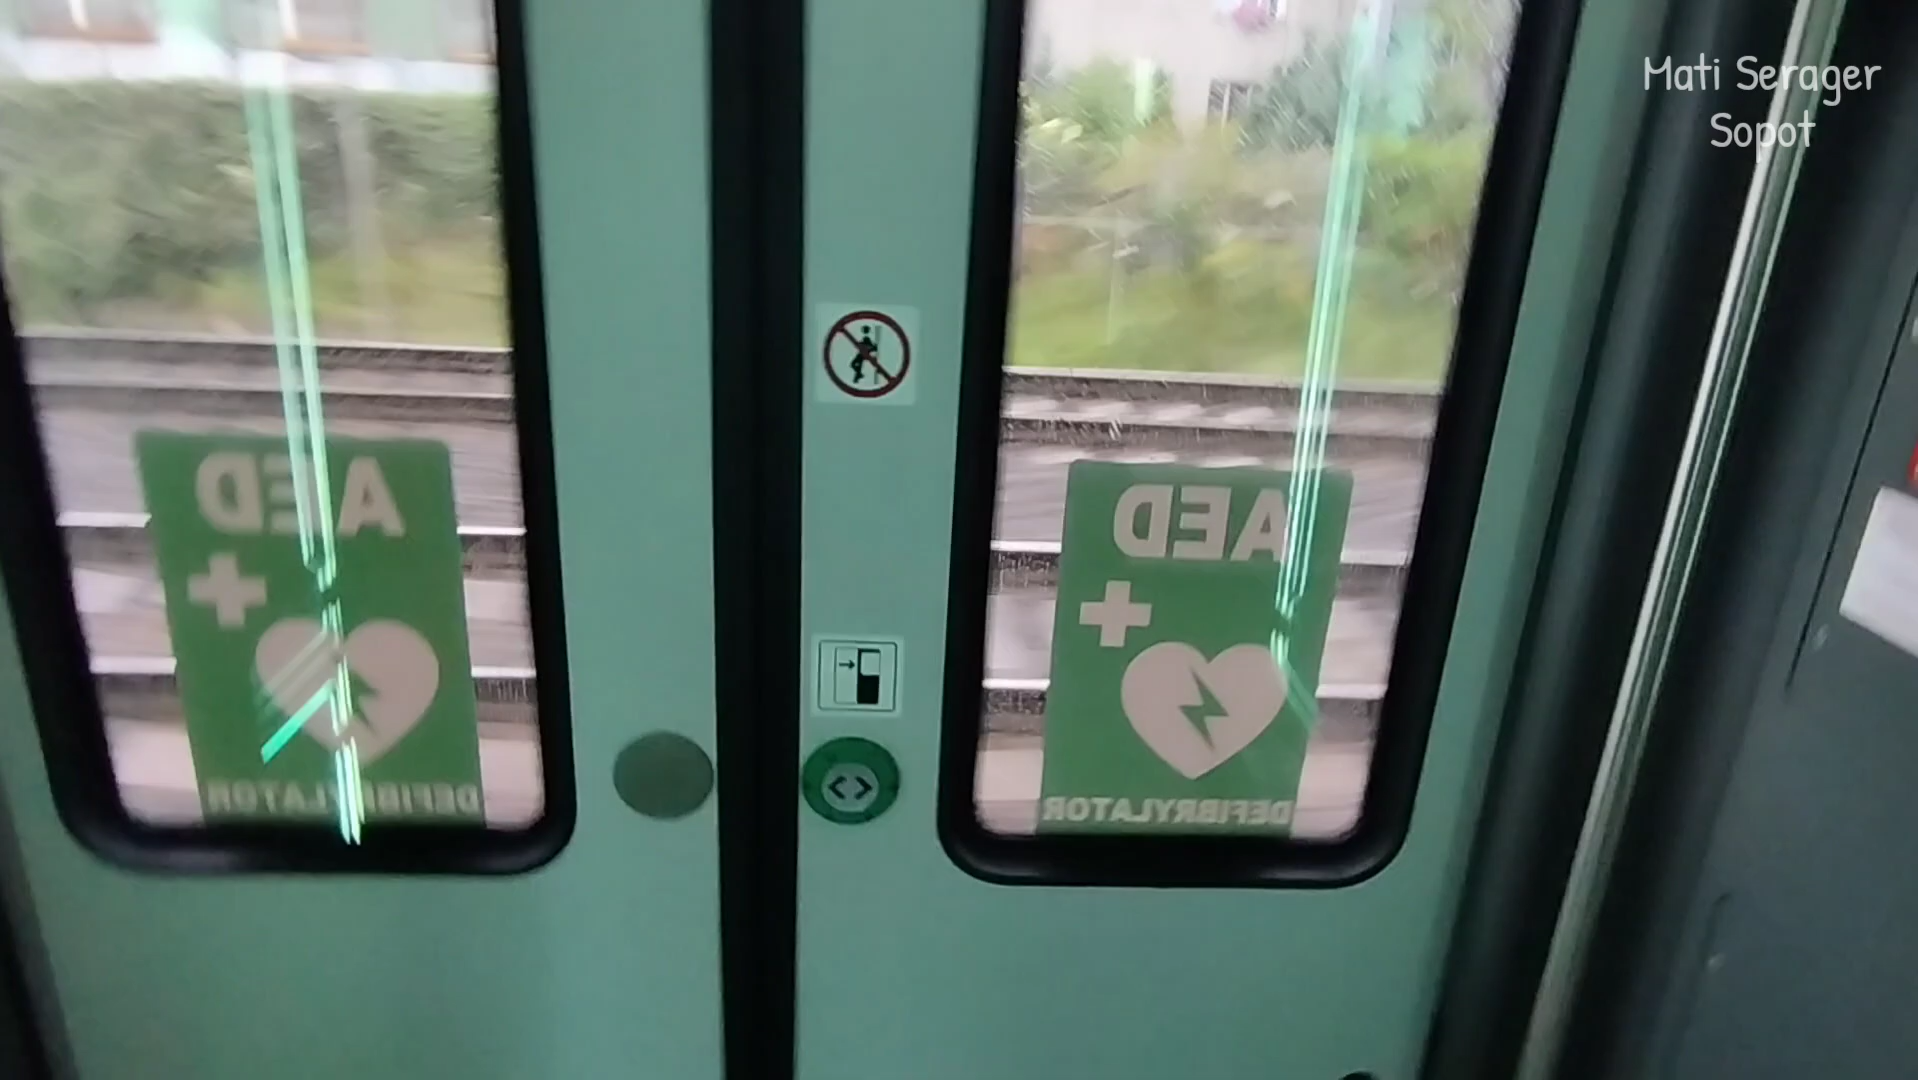 Mati Serager
Sopot
AED
DEFIBRYLATOR
AED
DEFIBRYLATOR